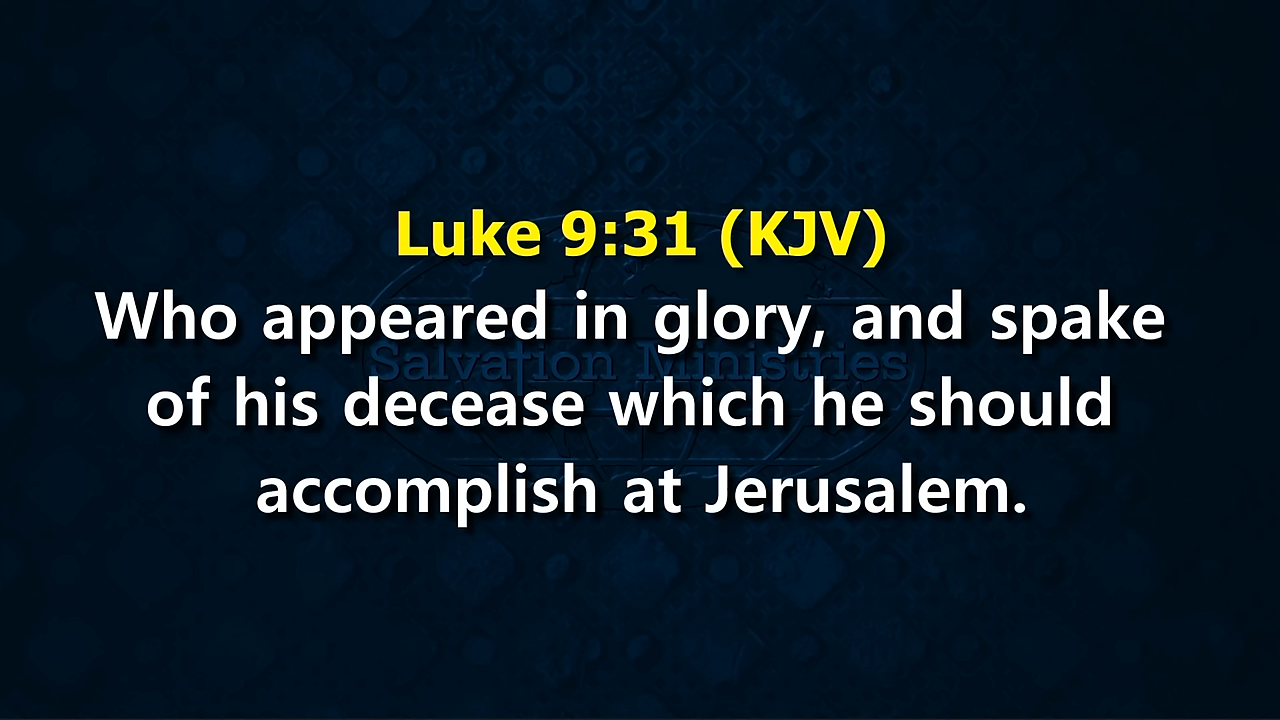 Luke 9:31 (KJV)
Who appeared in glory, and spake
Salvation Ministries
of his decease which he should
accomplish at Jerusalem.